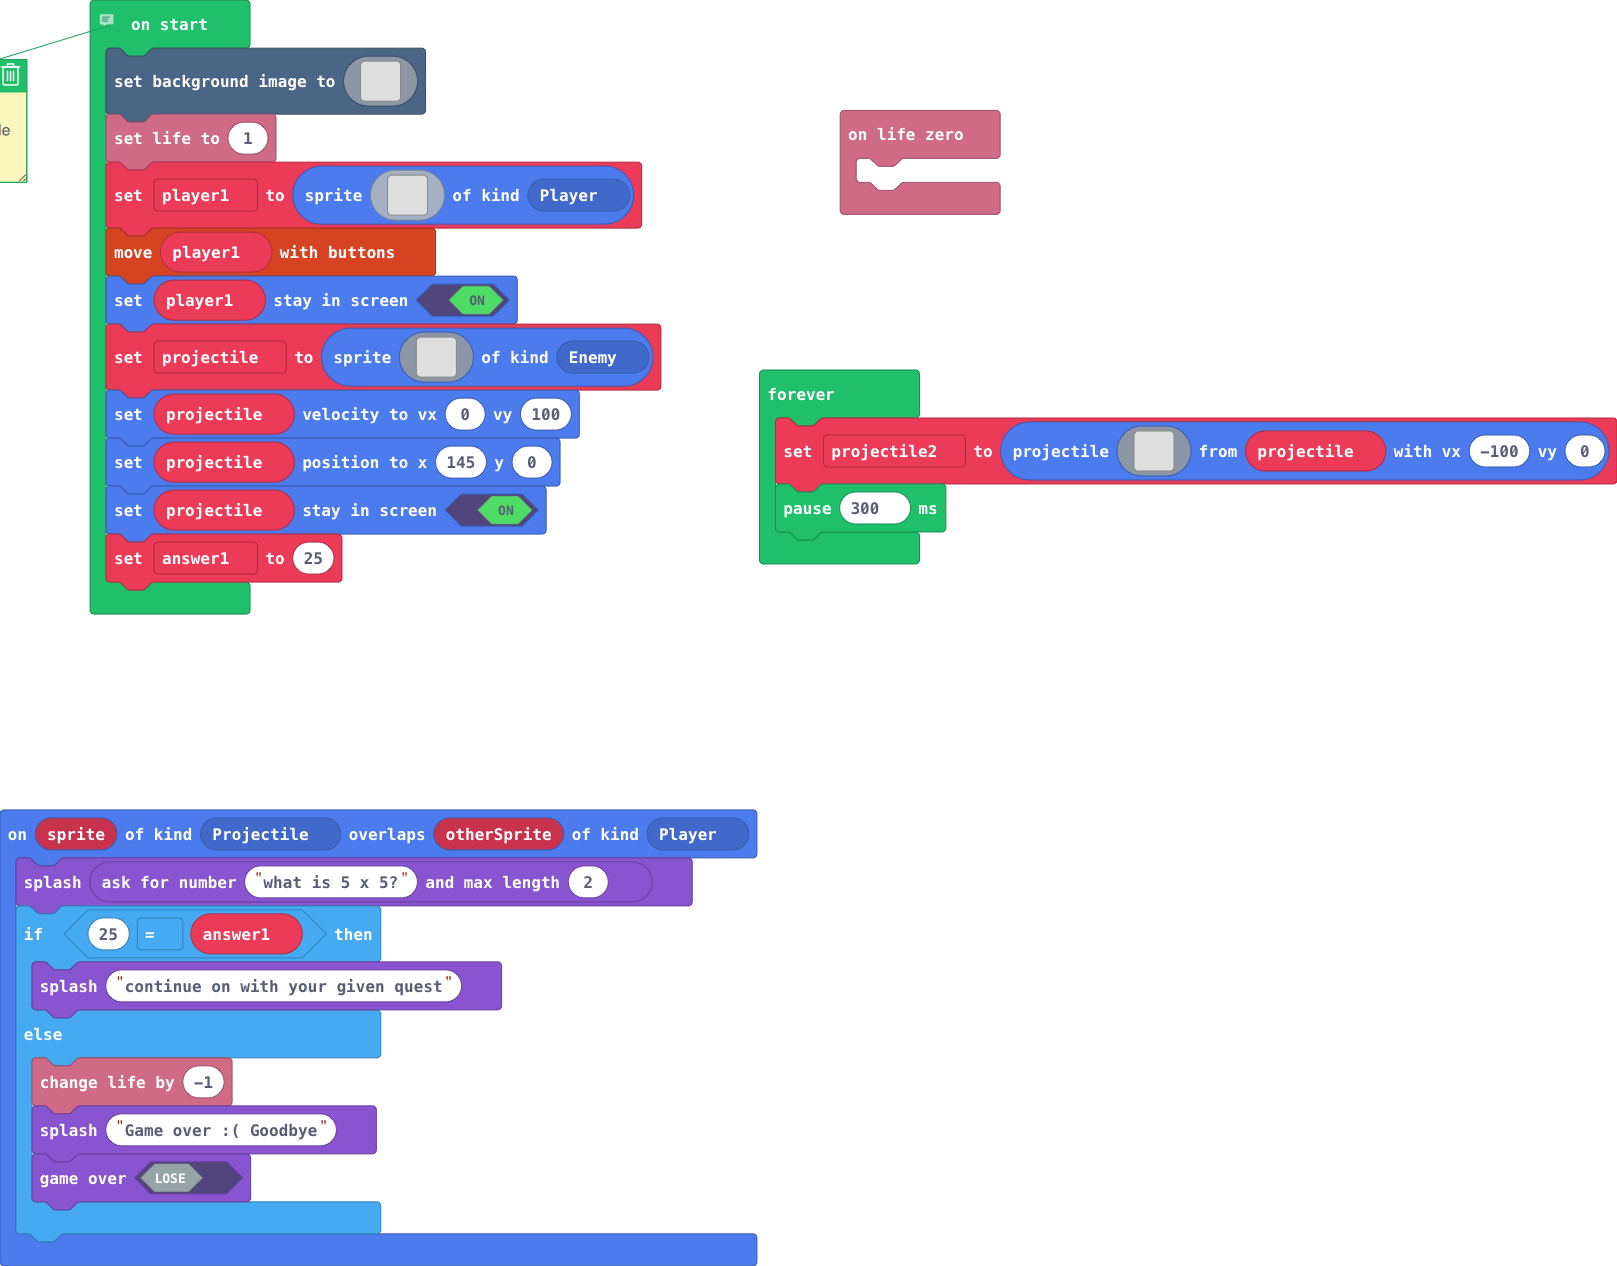 on start
set background image to
set life to 1
le
set player1 to sprite of kind Player
move player1 with buttons
set player1 stay in screen ON
set projectile to sprite of kind Enemy
set projectile velocity to vx 0 vy 100
set projectile position to x 145 y 0
set projectile stay in screen ON
set answer1 to 25
on life zero
forever
set projectile2 to projectile from projectile with vx -100 vy 0
pause 300 ms
on sprite of kind Projectile overlaps otherSprite of kind Player
splash ask for number "what is 5 x 5?" and max length 2
if 25 = answer1 then
splash "continue on with your given quest"
else
change life by -1
splash "Game over :( Goodbye"
game over LOSE